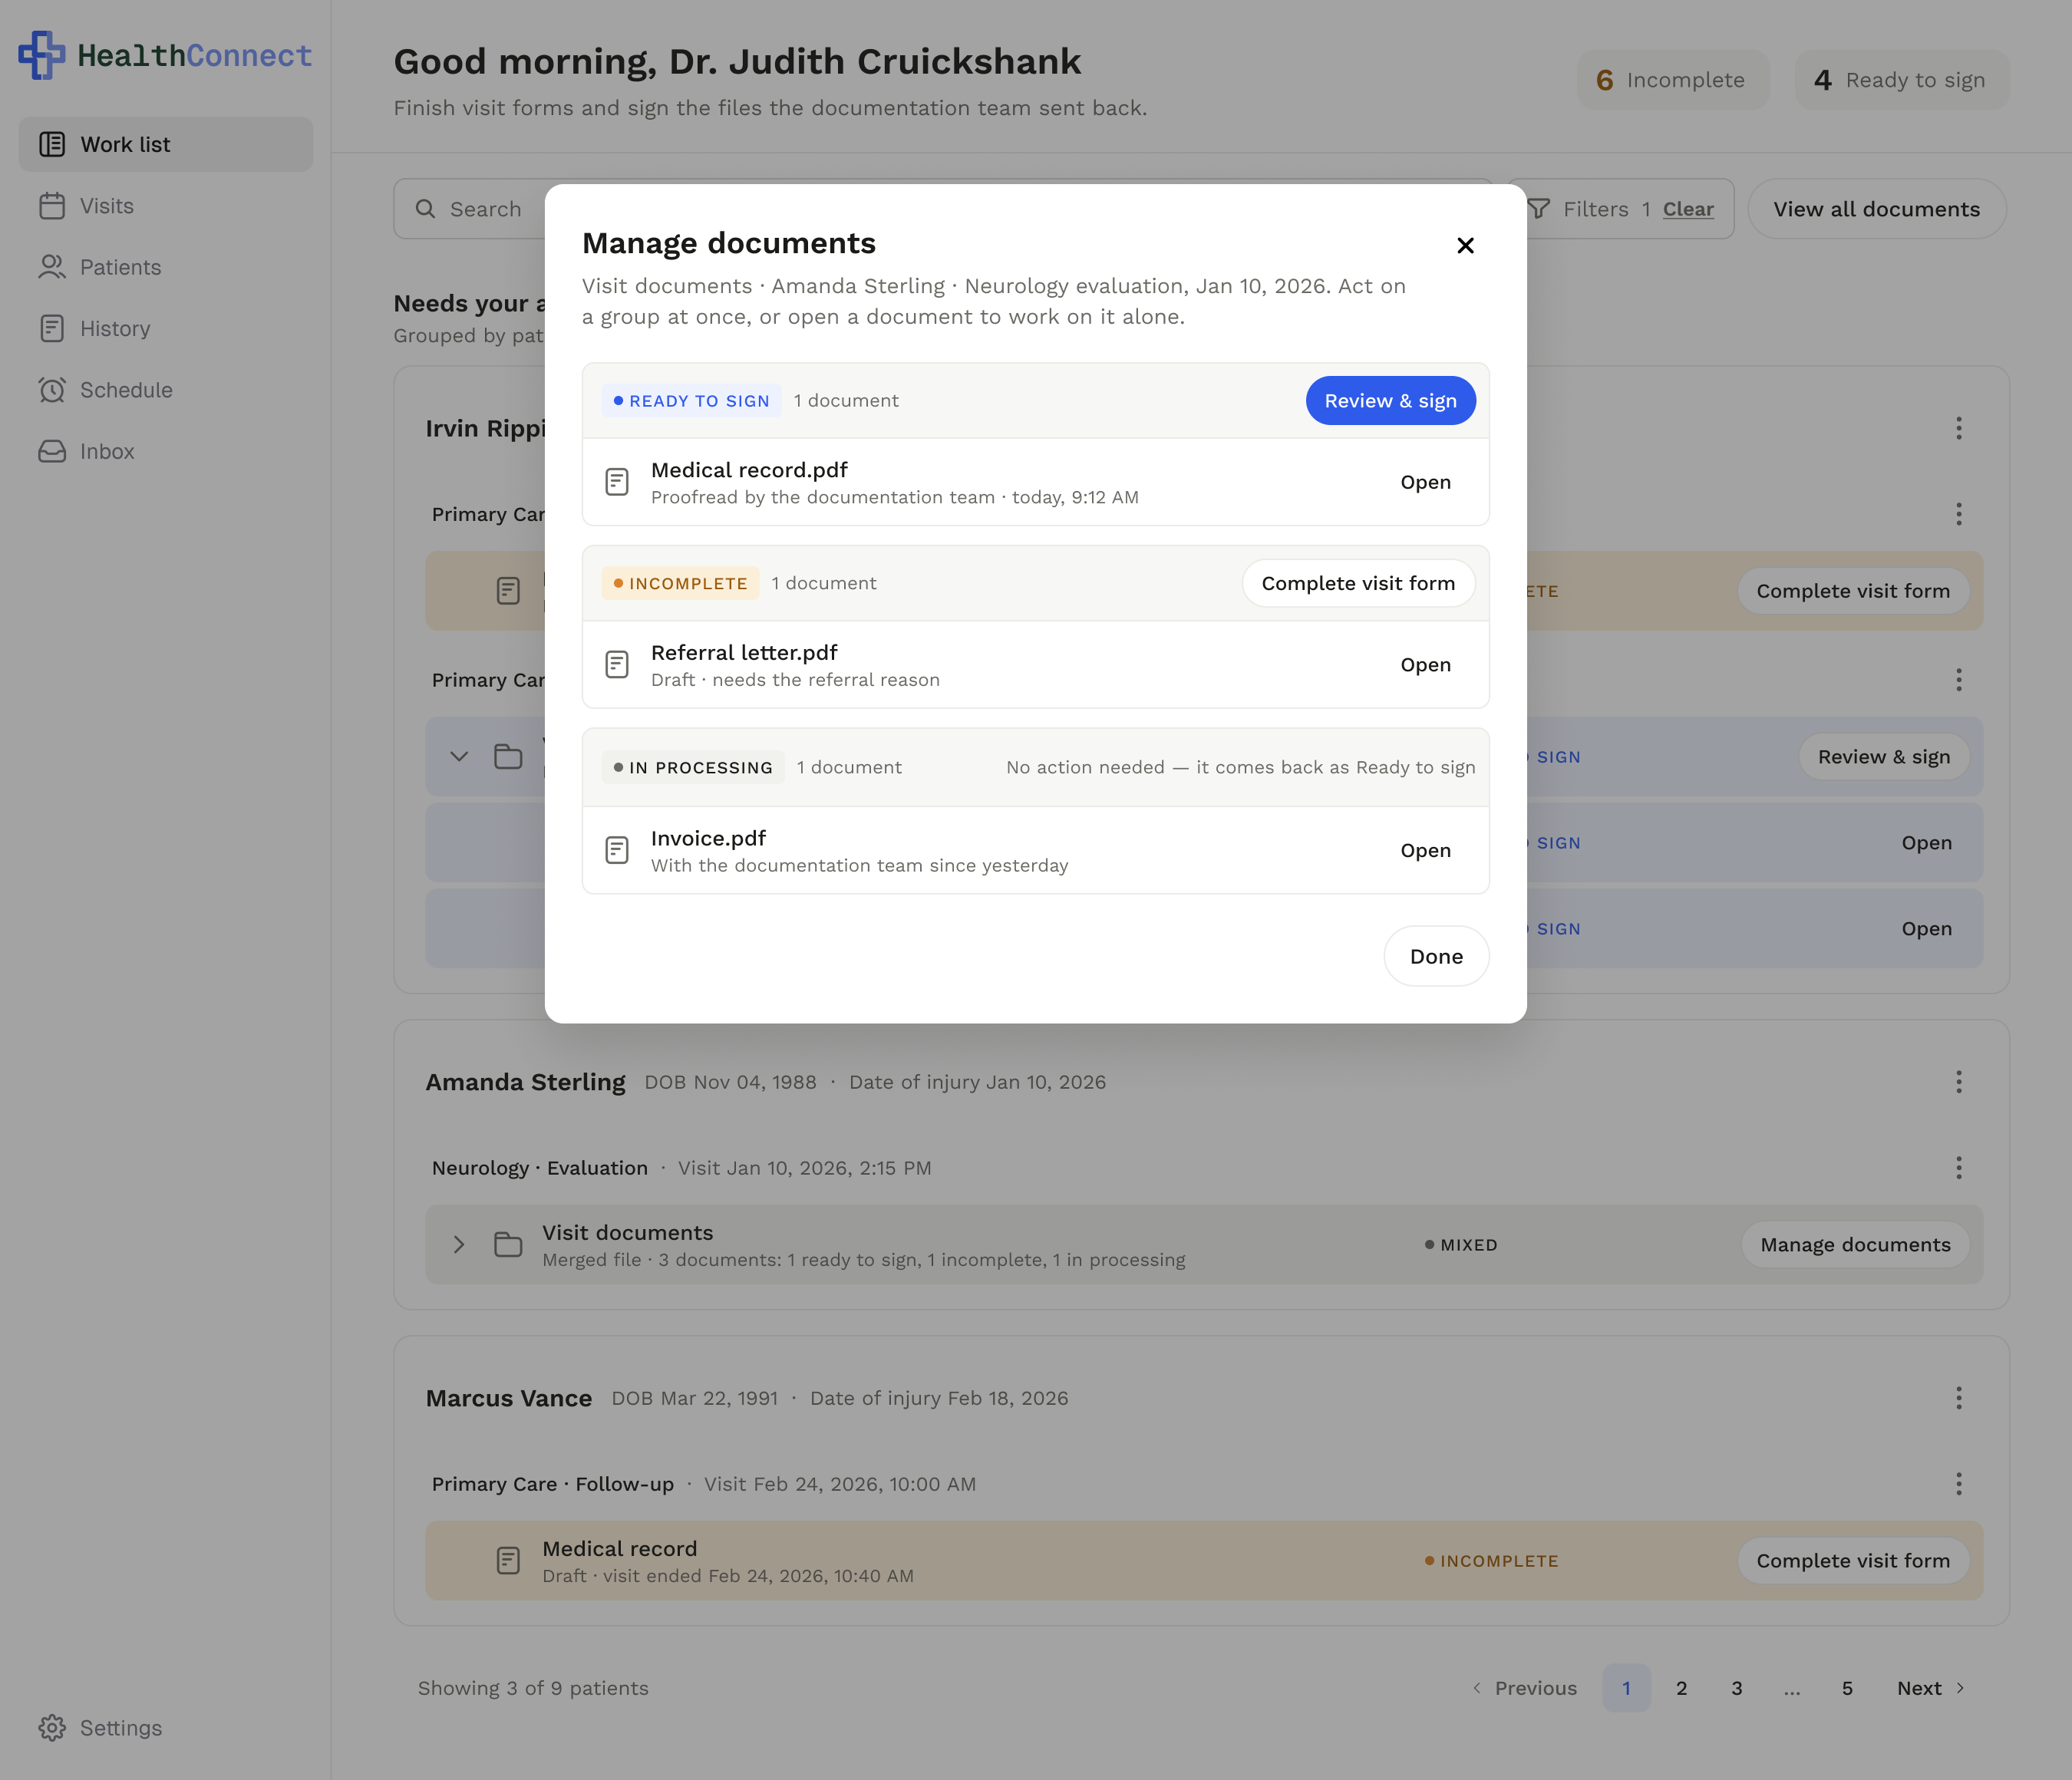 HealthConnect
Work list
Visits
Patients
History
Schedule
Inbox
Settings
Good morning, Dr. Judith Cruickshank
Finish visit forms and sign the files the documentation team sent back.
6 Incomplete
4 Ready to sign
Search
Filters 1 Clear
View all documents
Needs your
Grouped by
Irvin
Primary
Complete visit form
Primary
SIGN
Review & sign
SIGN
Open
SIGN
Open
Manage documents
Visit documents · Amanda Sterling · Neurology evaluation, Jan 10, 2026. Act on
a group at once, or open a document to work on it alone.
READY TO SIGN 1 document Review & sign
Medical record.pdf
Proofread by the documentation team · today, 9:12 AM
Open
INCOMPLETE 1 document Complete visit form
Referral letter.pdf
Draft · needs the referral reason
Open
IN PROCESSING 1 document No action needed — it comes back as Ready to sign
Invoice.pdf
With the documentation team since yesterday
Open
Done
Amanda Sterling DOB Nov 04, 1988 · Date of injury Jan 10, 2026
Neurology · Evaluation · Visit Jan 10, 2026, 2:15 PM
Visit documents
Merged file · 3 documents: 1 ready to sign, 1 incomplete, 1 in processing
MIXED
Manage documents
Marcus Vance DOB Mar 22, 1991 · Date of injury Feb 18, 2026
Primary Care · Follow-up · Visit Feb 24, 2026, 10:00 AM
Medical record
Draft · visit ended Feb 24, 2026, 10:40 AM
INCOMPLETE
Complete visit form
Showing 3 of 9 patients
Previous 1 2 3 ... 5 Next